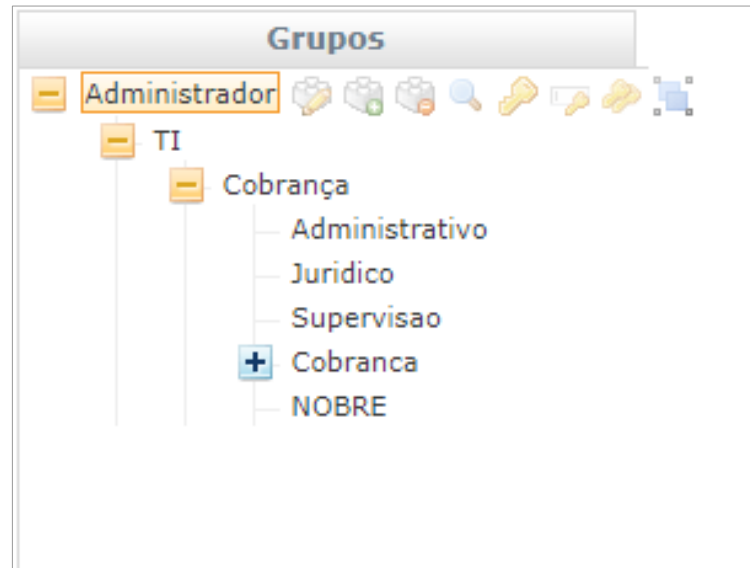 Grupos
Administrador
TI
Cobrança
Administrativo
Juridico
Supervisao
Cobranca
NOBRE